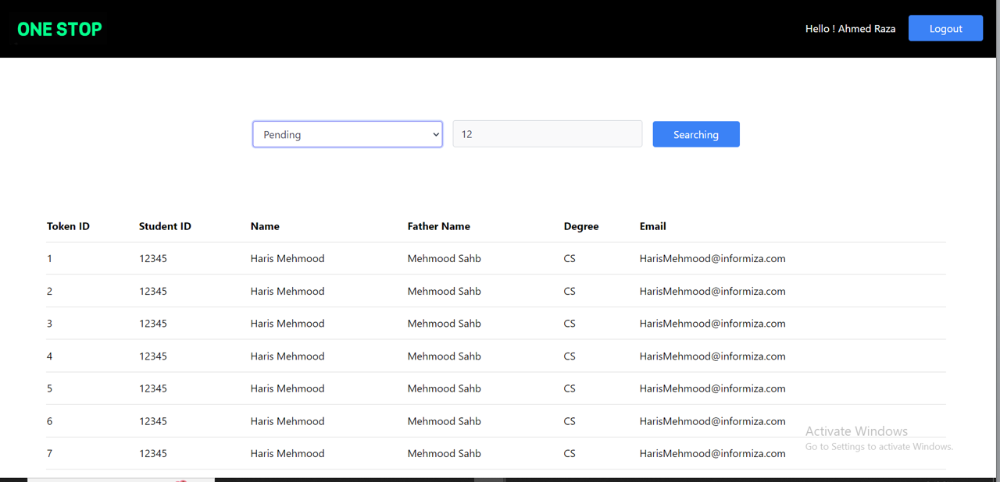 ONE STOP
Hello ! Ahmed Raza Logout
Pending 12 Searching
Token ID Student ID Name Father Name Degree Email
1 12345 Haris Mehmood Mehmood Sahb CS HarisMehmood@informiza.com
2 12345 Haris Mehmood Mehmood Sahb CS HarisMehmood@informiza.com
3 12345 Haris Mehmood Mehmood Sahb CS HarisMehmood@informiza.com
4 12345 Haris Mehmood Mehmood Sahb CS HarisMehmood@informiza.com
5 12345 Haris Mehmood Mehmood Sahb CS HarisMehmood@informiza.com
6 12345 Haris Mehmood Mehmood Sahb CS HarisMehmood@informiza.com
7 12345 Haris Mehmood Mehmood Sahb CS HarisMehmood@informiza.com
Activate Windows
Go to Settings to activate Windows.